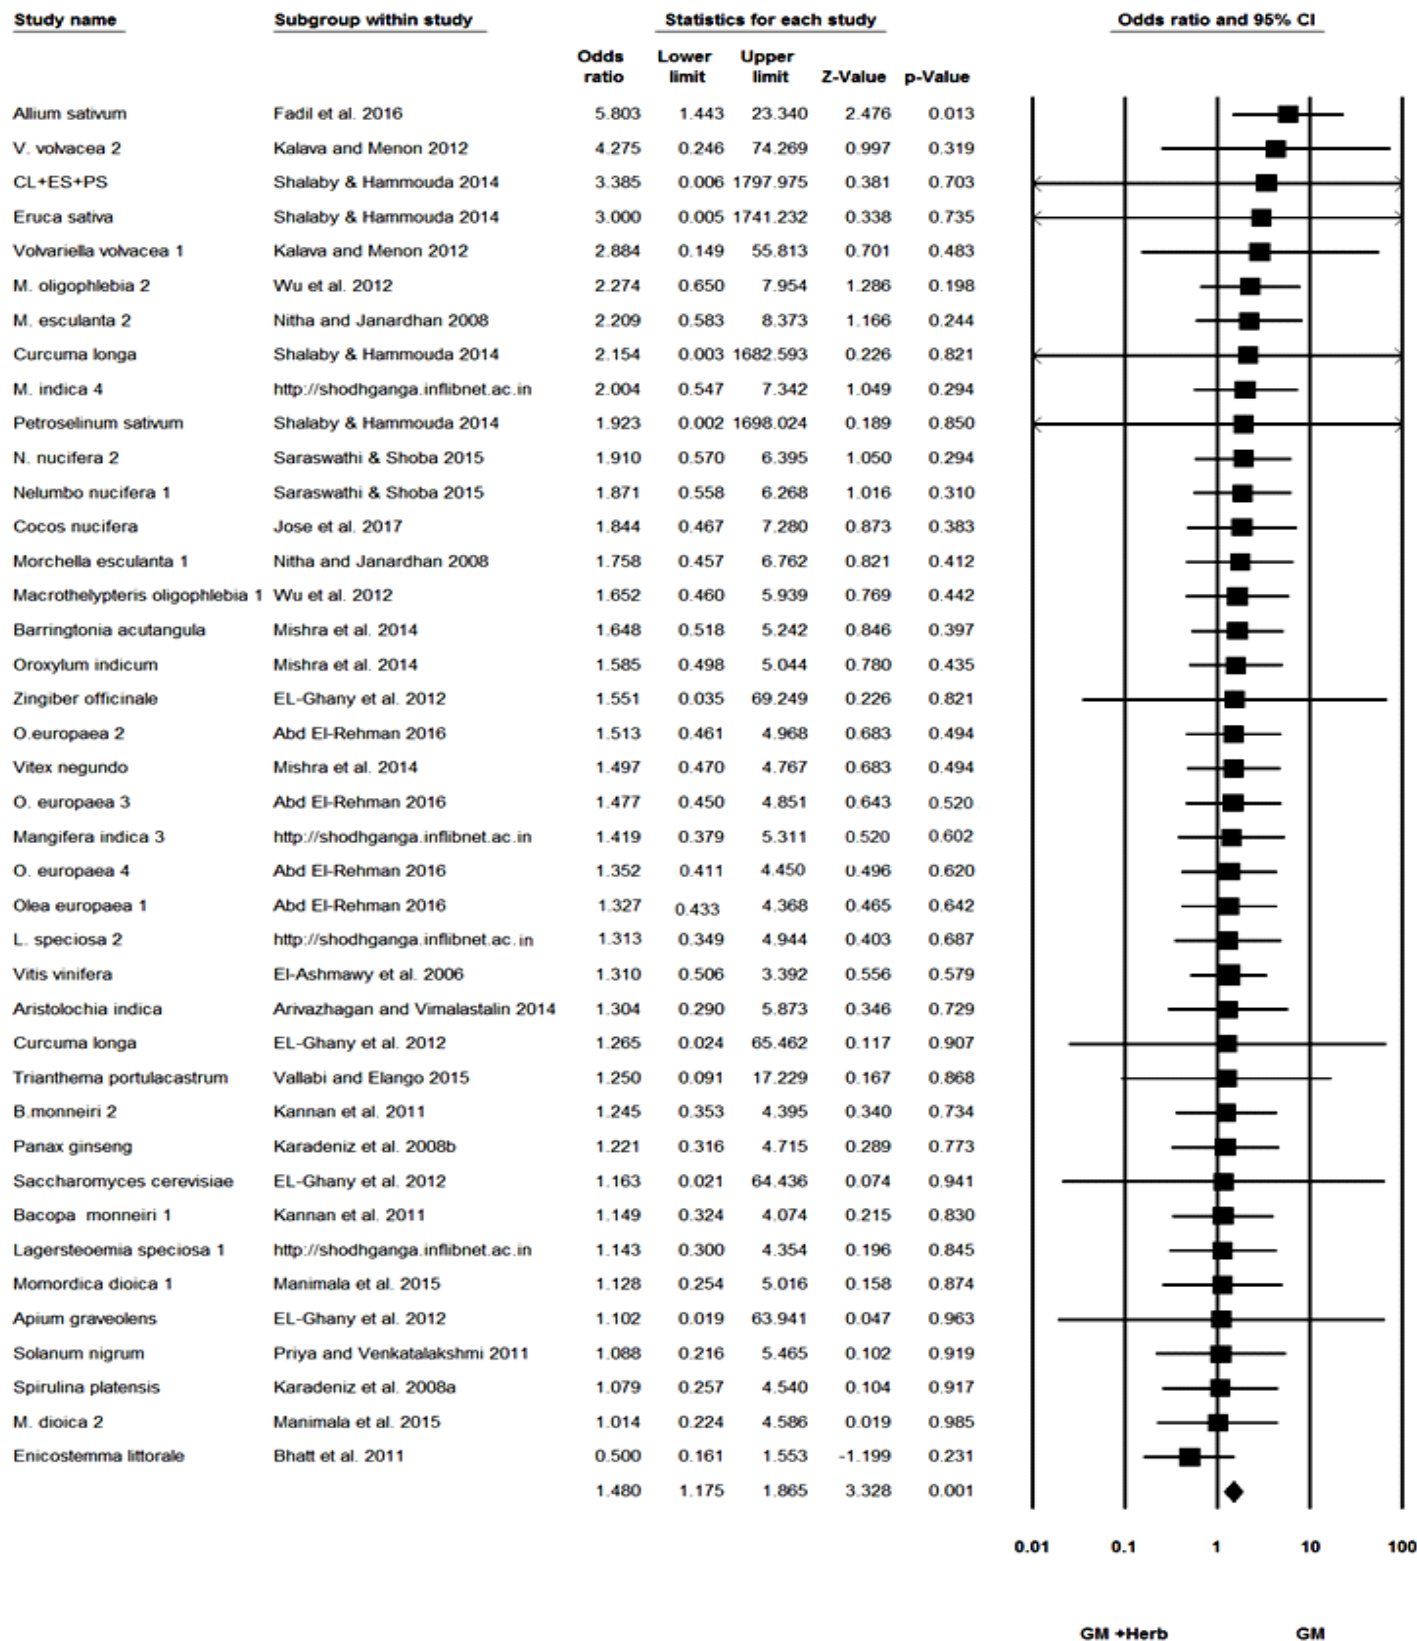 Study name Subgroup within study Statistics for each study Odds ratio and 95% CI
Odds Lower Upper
ratio limit limit Z-Value p-Value
Allium sativum Fadil et al. 2016 5.803 1.443 23.340 2.476 0.013
V. volvacea 2 Kalava and Menon 2012 4.275 0.246 74.269 0.997 0.319
CL+ES+PS Shalaby & Hammouda 2014 3.385 0.006 1797.975 0.381 0.703
Eruca sativa Shalaby & Hammouda 2014 3.000 0.005 1741.232 0.338 0.735
Volvariella volvacea 1 Kalava and Menon 2012 2.884 0.149 55.813 0.701 0.483
M. oligophlebia 2 Wu et al. 2012 2.274 0.650 7.954 1.286 0.198
M. esculanta 2 Nitha and Janardhan 2008 2.209 0.583 8.373 1.166 0.244
Curcuma longa Shalaby & Hammouda 2014 2.154 0.003 1682.593 0.226 0.821
M. indica 4 http://shodhganga.inflibnet.ac.in 2.004 0.547 7.342 1.049 0.294
Petroselinum sativum Shalaby & Hammouda 2014 1.923 0.002 1698.024 0.189 0.850
N. nucifera 2 Saraswathi & Shoba 2015 1.910 0.570 6.395 1.050 0.294
Nelumbo nucifera 1 Saraswathi & Shoba 2015 1.871 0.558 6.268 1.016 0.310
Cocos nucifera Jose et al. 2017 1.844 0.467 7.280 0.873 0.383
Morchella esculanta 1 Nitha and Janardhan 2008 1.758 0.457 6.762 0.821 0.412
Macrothelypteris oligophlebia 1 Wu et al. 2012 1.652 0.460 5.939 0.769 0.442
Barringtonia acutangula Mishra et al. 2014 1.648 0.518 5.242 0.846 0.397
Oroxylum indicum Mishra et al. 2014 1.585 0.498 5.044 0.780 0.435
Zingiber officinale EL-Ghany et al. 2012 1.551 0.035 69.249 0.226 0.821
O.europaea 2 Abd El-Rehman 2016 1.513 0.461 4.968 0.683 0.494
Vitex negundo Mishra et al. 2014 1.497 0.470 4.767 0.683 0.494
O. europaea 3 Abd El-Rehman 2016 1.477 0.450 4.851 0.643 0.520
Mangifera indica 3 http://shodhganga.inflibnet.ac.in 1.419 0.379 5.311 0.520 0.602
O. europaea 4 Abd El-Rehman 2016 1.352 0.411 4.450 0.496 0.620
Olea europaea 1 Abd El-Rehman 2016 1.327 0.433 4.368 0.465 0.642
L. speciosa 2 http://shodhganga.inflibnet.ac.in 1.313 0.349 4.944 0.403 0.687
Vitis vinifera El-Ashmawy et al. 2006 1.310 0.506 3.392 0.556 0.579
Aristolochia indica Arivazhagan and Vimalastalin 2014 1.304 0.290 5.873 0.346 0.729
Curcuma longa EL-Ghany et al. 2012 1.265 0.024 65.462 0.117 0.907
Trianthema portulacastrum Vallabi and Elango 2015 1.250 0.091 17.229 0.167 0.868
B.monneiri 2 Kannan et al. 2011 1.245 0.353 4.395 0.340 0.734
Panax ginseng Karadeniz et al. 2008b 1.221 0.316 4.715 0.289 0.773
Saccharomyces cerevisiae EL-Ghany et al. 2012 1.163 0.021 64.436 0.074 0.941
Bacopa monneiri 1 Kannan et al. 2011 1.149 0.324 4.074 0.215 0.830
Lagersteoemia speciosa 1 http://shodhganga.inflibnet.ac.in 1.143 0.300 4.354 0.196 0.845
Momordica dioica 1 Manimala et al. 2015 1.128 0.254 5.016 0.158 0.874
Apium graveolens EL-Ghany et al. 2012 1.102 0.019 63.941 0.047 0.963
Solanum nigrum Priya and Venkatalakshmi 2011 1.088 0.216 5.465 0.102 0.919
Spirulina platensis Karadeniz et al. 2008a 1.079 0.257 4.540 0.104 0.917
M. dioica 2 Manimala et al. 2015 1.014 0.224 4.586 0.019 0.985
Enicostemma littorale Bhatt et al. 2011 0.500 0.161 1.553 -1.199 0.231
1.480 1.175 1.865 3.328 0.001
0.01 0.1 1 10 100
GM +Herb GM